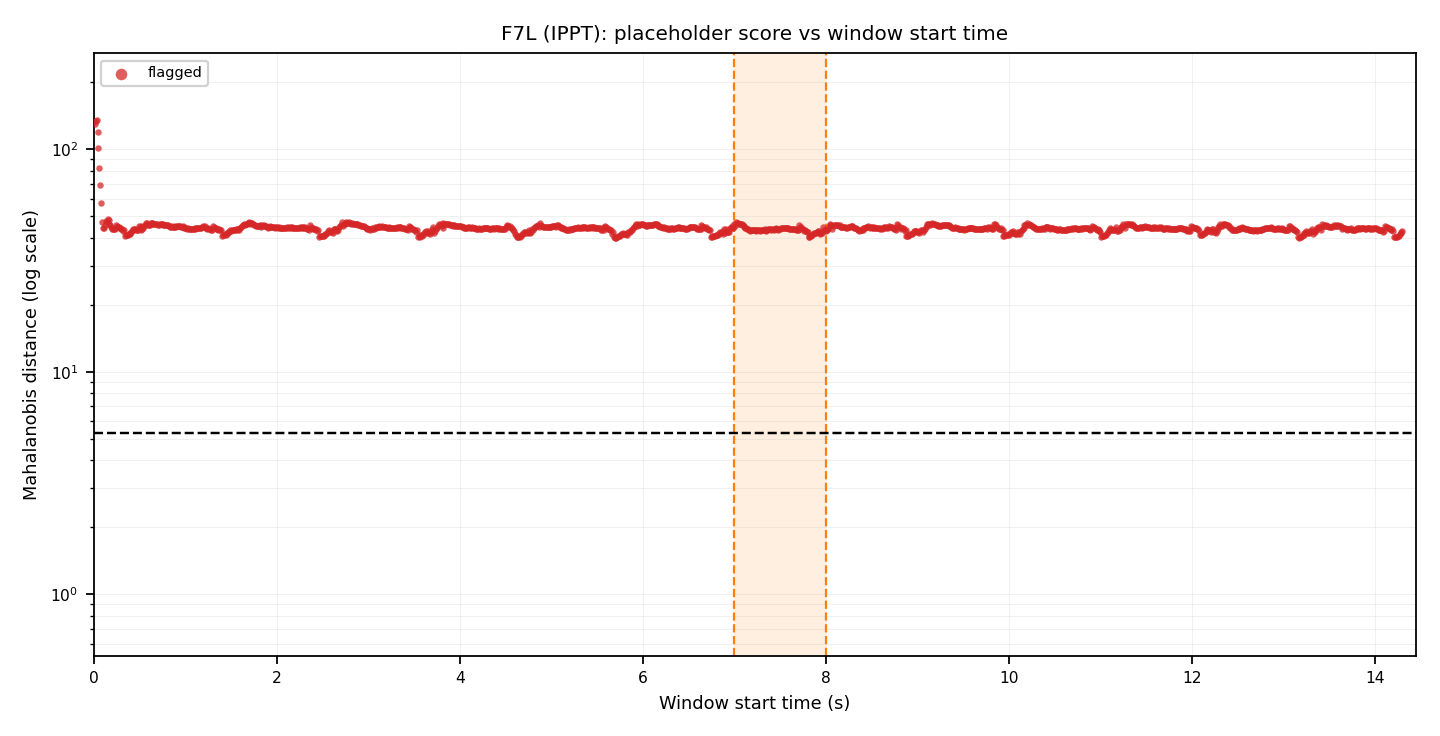 F7L (IPPT): placeholder score vs window start time
flagged
Mahalanobis distance (log scale)
10²
10¹
10⁰
0 2 4 6 8 10 12 14
Window start time (s)